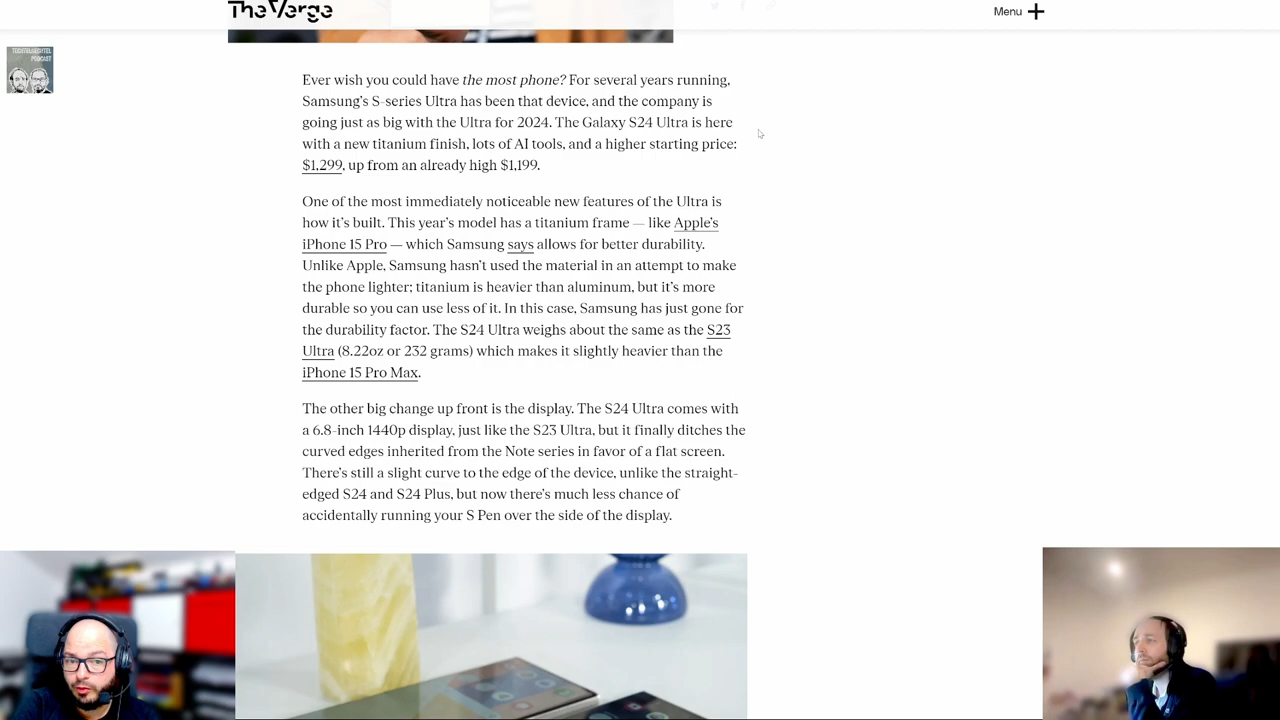 The Verge
Menu
TECHTELMECHTEL
PODCAST
Ever wish you could have the most phone? For several years running,
Samsung's S-series Ultra has been that device, and the company is
going just as big with the Ultra for 2024. The Galaxy S24 Ultra is here
with a new titanium finish, lots of AI tools, and a higher starting price:
$1,299, up from an already high $1,199.
One of the most immediately noticeable new features of the Ultra is
how it's built. This year's model has a titanium frame — like Apple's
iPhone 15 Pro — which Samsung says allows for better durability.
Unlike Apple, Samsung hasn't used the material in an attempt to make
the phone lighter; titanium is heavier than aluminum, but it's more
durable so you can use less of it. In this case, Samsung has just gone for
the durability factor. The S24 Ultra weighs about the same as the S23
Ultra (8.22oz or 232 grams) which makes it slightly heavier than the
iPhone 15 Pro Max.
The other big change up front is the display. The S24 Ultra comes with
a 6.8-inch 1440p display, just like the S23 Ultra, but it finally ditches the
curved edges inherited from the Note series in favor of a flat screen.
There's still a slight curve to the edge of the device, unlike the straight-
edged S24 and S24 Plus, but now there's much less chance of
accidentally running your S Pen over the side of the display.